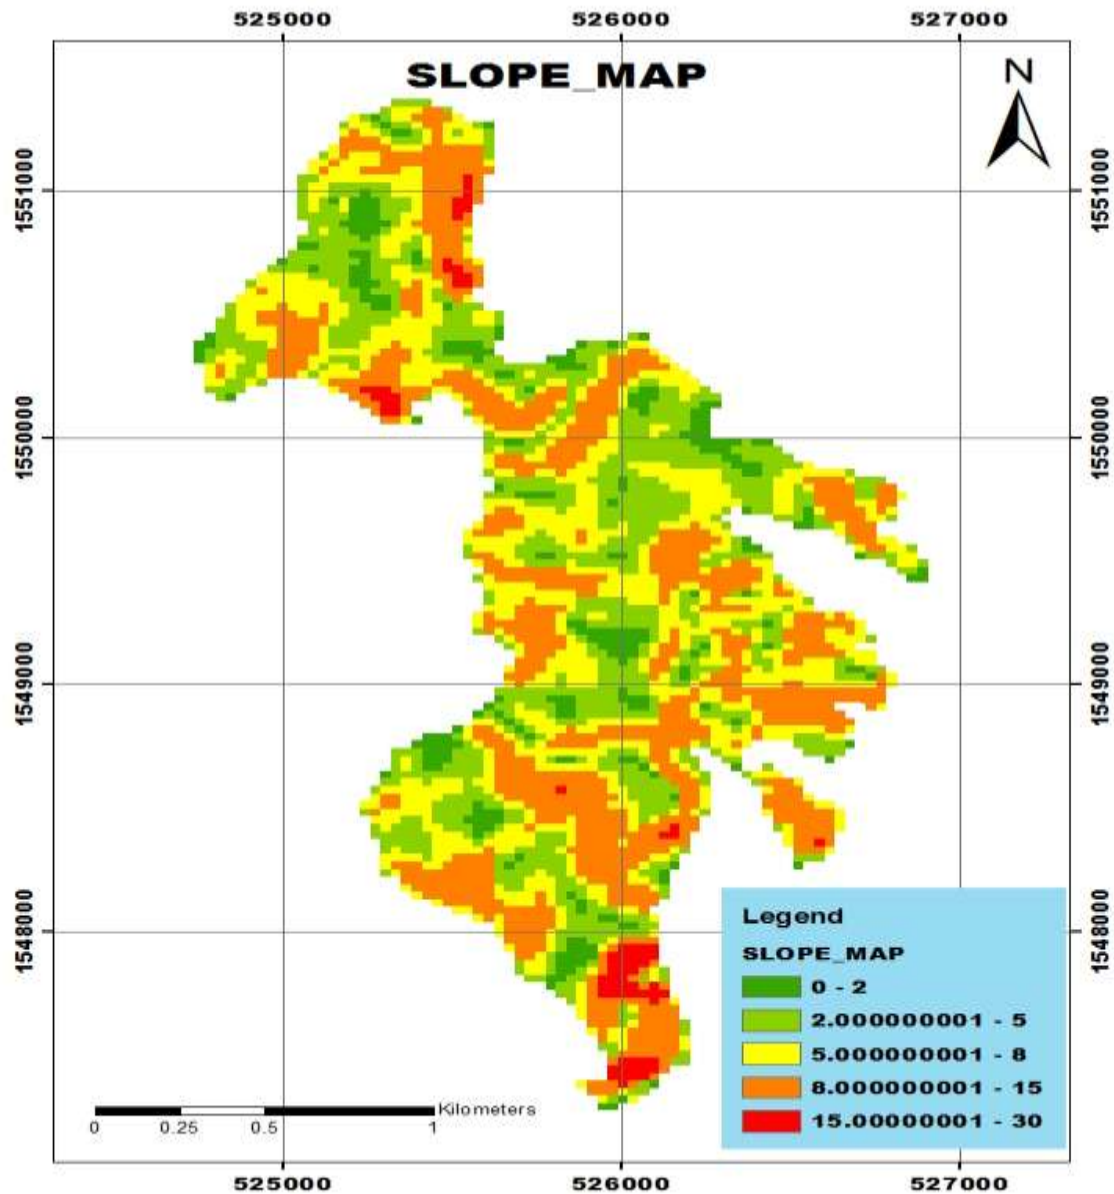 525000 526000 527000
SLOPE_MAP
N
1551000 1551000
1550000 1550000
1549000 1549000
1548000 1548000
Legend
SLOPE_MAP
0 - 2
2.000000001 - 5
5.000000001 - 8
8.000000001 - 15
15.00000001 - 30
Kilometers
0 0.25 0.5 1
525000 526000 527000